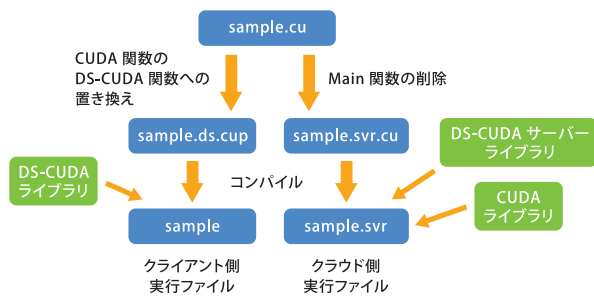 sample.cu
CUDA 関数の
DS-CUDA 関数への
置き換え
Main 関数の削除
sample.ds.cup
sample.svr.cu
DS-CUDA サーバー
ライブラリ
DS-CUDA
ライブラリ
コンパイル
CUDA
ライブラリ
sample
sample.svr
クライアント側
実行ファイル
クラウド側
実行ファイル